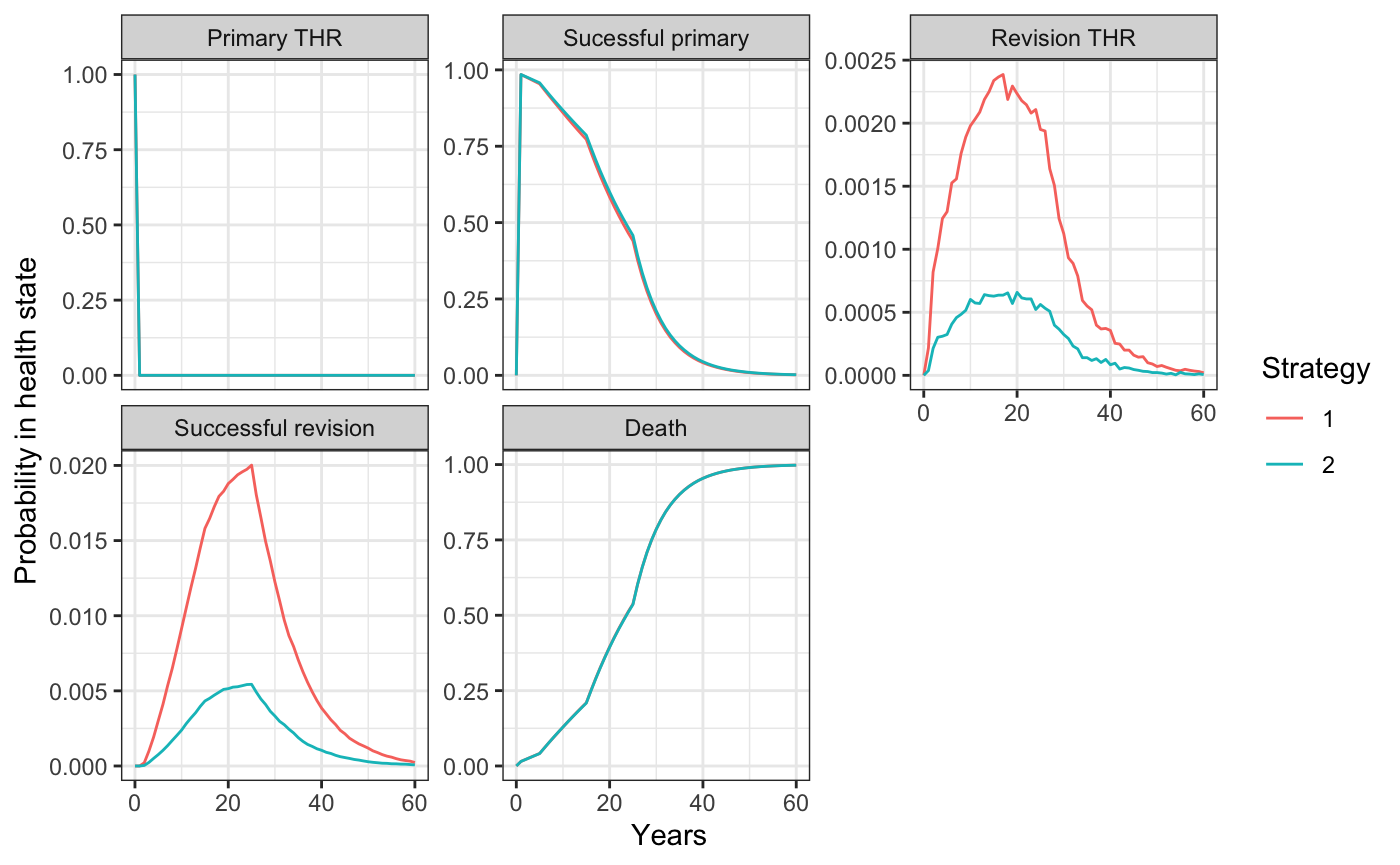 Primary THR
Sucessful primary
Revision THR
1.00
0.75
0.50
0.25
0.00
1.00
0.75
0.50
0.25
0.00
0.0025
0.0020
0.0015
0.0010
0.0005
0.0000
0 20 40 60
Successful revision
Death
0.020
0.015
0.010
0.005
0.000
0 20 40 60
1.00
0.75
0.50
0.25
0.00
0 20 40 60
Probability in health state
Years
Strategy
1
2